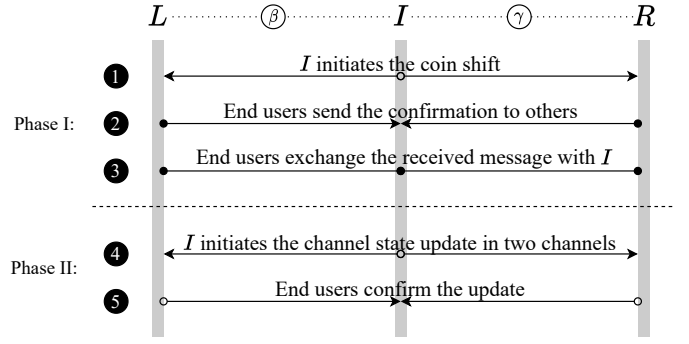 L β I γ R
1 I initiates the coin shift
Phase I: 2 End users send the confirmation to others
3 End users exchange the received message with I
4 I initiates the channel state update in two channels
Phase II:
5 End users confirm the update